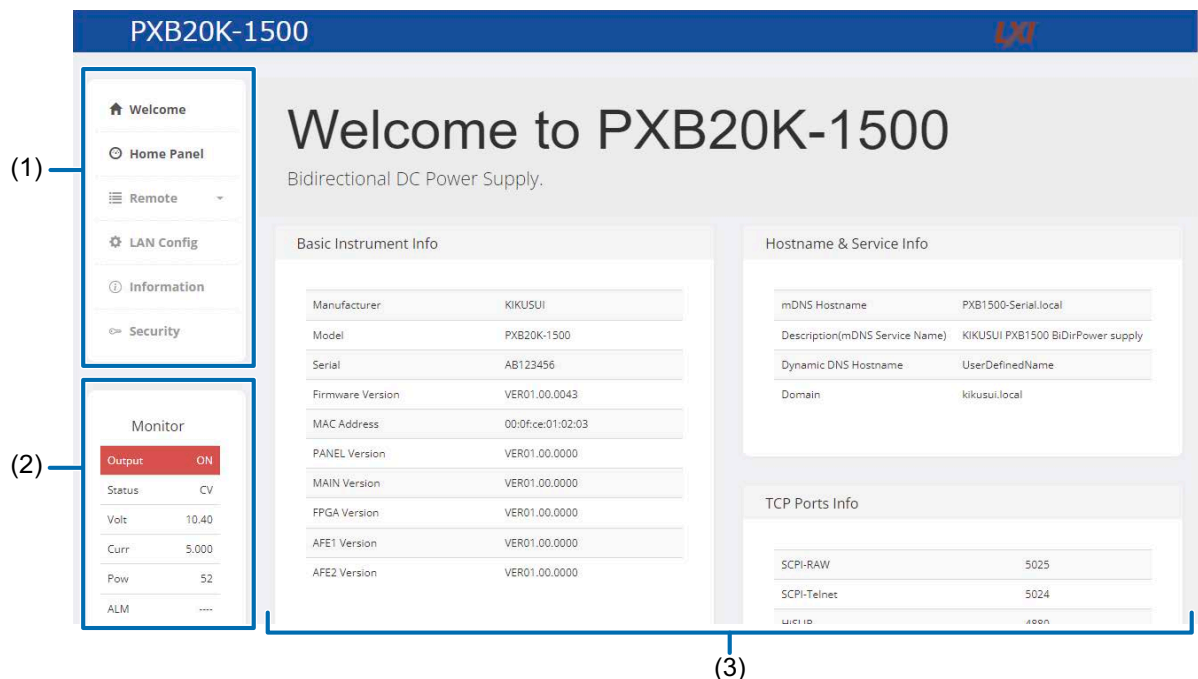 PXB20K-1500
LXI
(1)
Welcome
Home Panel
Remote
LAN Config
Information
Security
(2)
Monitor
Output ON
Status CV
Volt 10.40
Curr 5.000
Pow 52
ALM ----
Welcome to PXB20K-1500
Bidirectional DC Power Supply.
Basic Instrument Info
Manufacturer KIKUSUI
Model PXB20K-1500
Serial AB123456
Firmware Version VER01.00.0043
MAC Address 00:0f:ce:01:02:03
PANEL Version VER01.00.0000
MAIN Version VER01.00.0000
FPGA Version VER01.00.0000
AFE1 Version VER01.00.0000
AFE2 Version VER01.00.0000
Hostname & Service Info
mDNS Hostname PXB1500-Serial.local
Description(mDNS Service Name) KIKUSUI PXB1500 BiDirPower supply
Dynamic DNS Hostname UserDefinedName
Domain kikusui.local
TCP Ports Info
SCPI-RAW 5025
SCPI-Telnet 5024
HiSLIP 4880
(3)